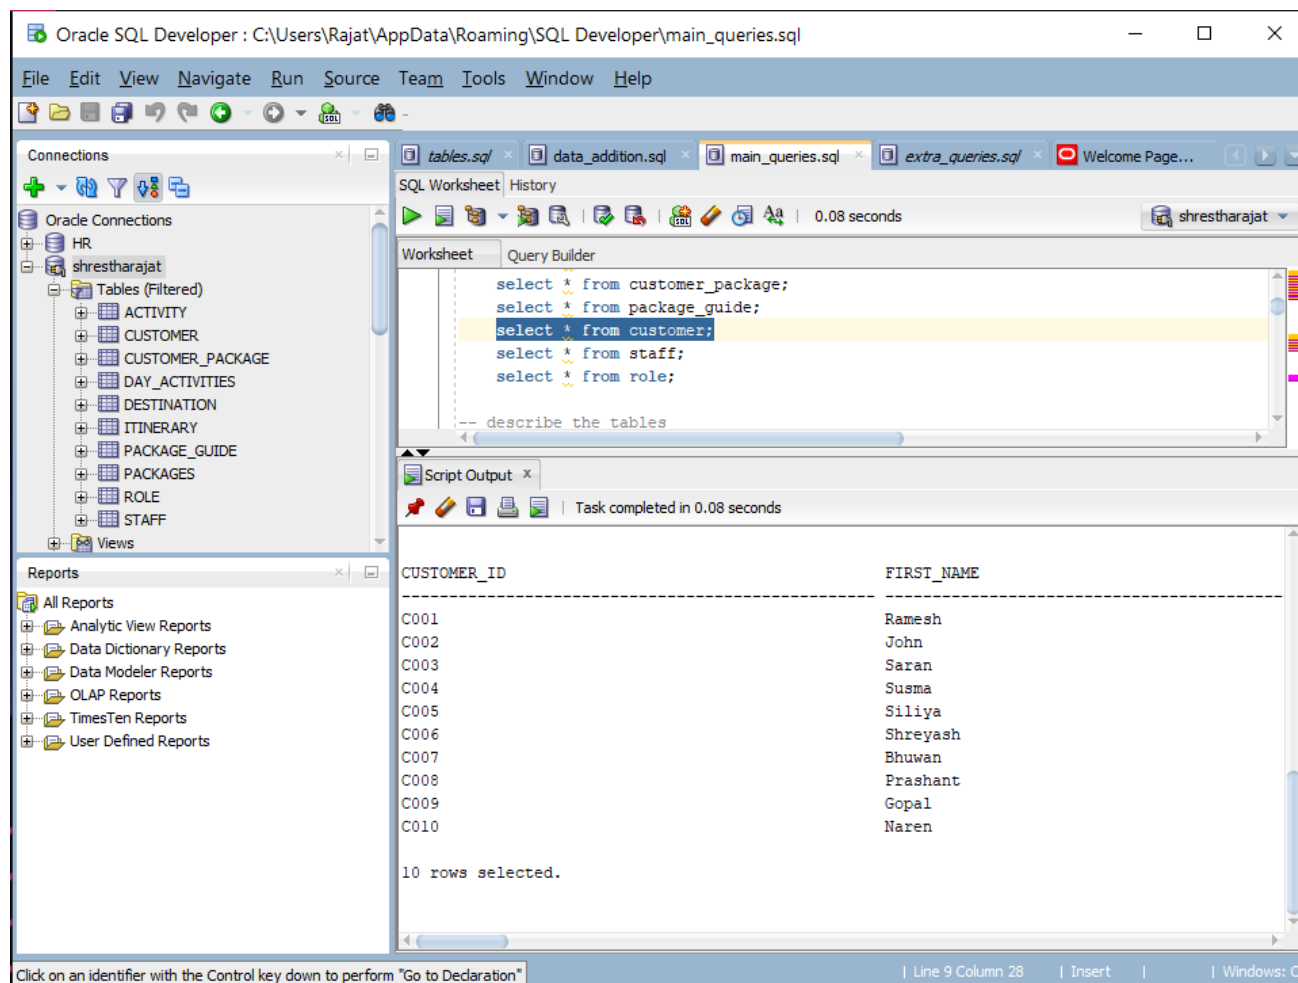 Oracle SQL Developer : C:\Users\Rajat\AppData\Roaming\SQL Developer\main_queries.sql
File Edit View Navigate Run Source Team Tools Window Help
Connections
Oracle Connections
HR
shrestharajat
Tables (Filtered)
ACTIVITY
CUSTOMER
CUSTOMER_PACKAGE
DAY_ACTIVITIES
DESTINATION
ITINERARY
PACKAGE_GUIDE
PACKAGES
ROLE
STAFF
Views
Reports
All Reports
Analytic View Reports
Data Dictionary Reports
Data Modeler Reports
OLAP Reports
TimesTen Reports
User Defined Reports
tables.sql data_addition.sql main_queries.sql extra_queries.sql Welcome Page...
SQL Worksheet History
0.08 seconds shrestharajat
Worksheet Query Builder
select * from customer_package;
select * from package_guide;
select * from customer;
select * from staff;
select * from role;
-- describe the tables
Script Output x
Task completed in 0.08 seconds
CUSTOMER_ID FIRST_NAME
C001 Ramesh
C002 John
C003 Saran
C004 Susma
C005 Siliya
C006 Shreyash
C007 Bhuwan
C008 Prashant
C009 Gopal
C010 Naren
10 rows selected.
Click on an identifier with the Control key down to perform "Go to Declaration"
| Line 9 Column 28 | Insert | | Windows: C